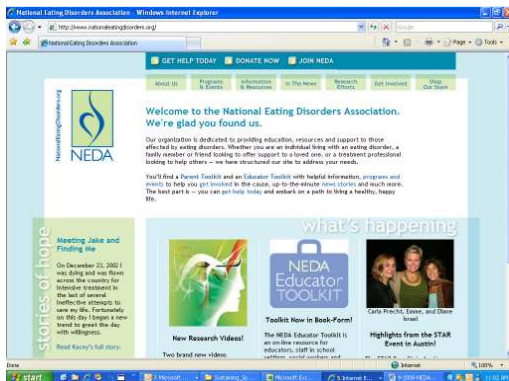 National Eating Disorders Association - Windows Internet Explorer
http://www.nationaleatingdisorders.org/
Google
National Eating Disorders Association
Page
Tools
GET HELP TODAY
DONATE NOW
JOIN NEDA
About Us
Programs & Events
Information & Resources
In The News
Research Efforts
Get Involved
Shop Our Store
NationalEatingDisorders.org
NEDA
Welcome to the National Eating Disorders Association.
We're glad you found us.
Our organization is dedicated to providing education, resources and support to those
affected by eating disorders. Whether you are an individual living with an eating disorder, a
family member or friend looking to offer support to a loved one, or a treatment professional
looking to help others — we have structured our site to address your needs.
You'll find a Parent Toolkit and an Educator Toolkit with helpful information, programs and
events to help you get involved in the cause, up-to-the-minute news stories and much more.
The best part is — you can get help today and embark on a path to living a healthy, happy
life.
what's happening
stories of hope
Meeting Jake and
Finding Me
On December 23, 2002 I
was dying and was flown
across the country for
intensive treatment in
the last of several
ineffective attempts to
save my life. Fortunately
on this day I began a new
trend to greet the day
with willingness.
Read Kacey's full story.
New Research Videos!
Two brand new videos
NEDA
Educator
TOOLKIT
Toolkit Now in Book-Form!
The NEDA Educator Toolkit is
an on-line resource for
educators, staff in school
Carla Precht, Emme, and Diane
Israel
Highlights from the STAR
Event in Austin!
Done
Internet
100%
start
11:02 AM